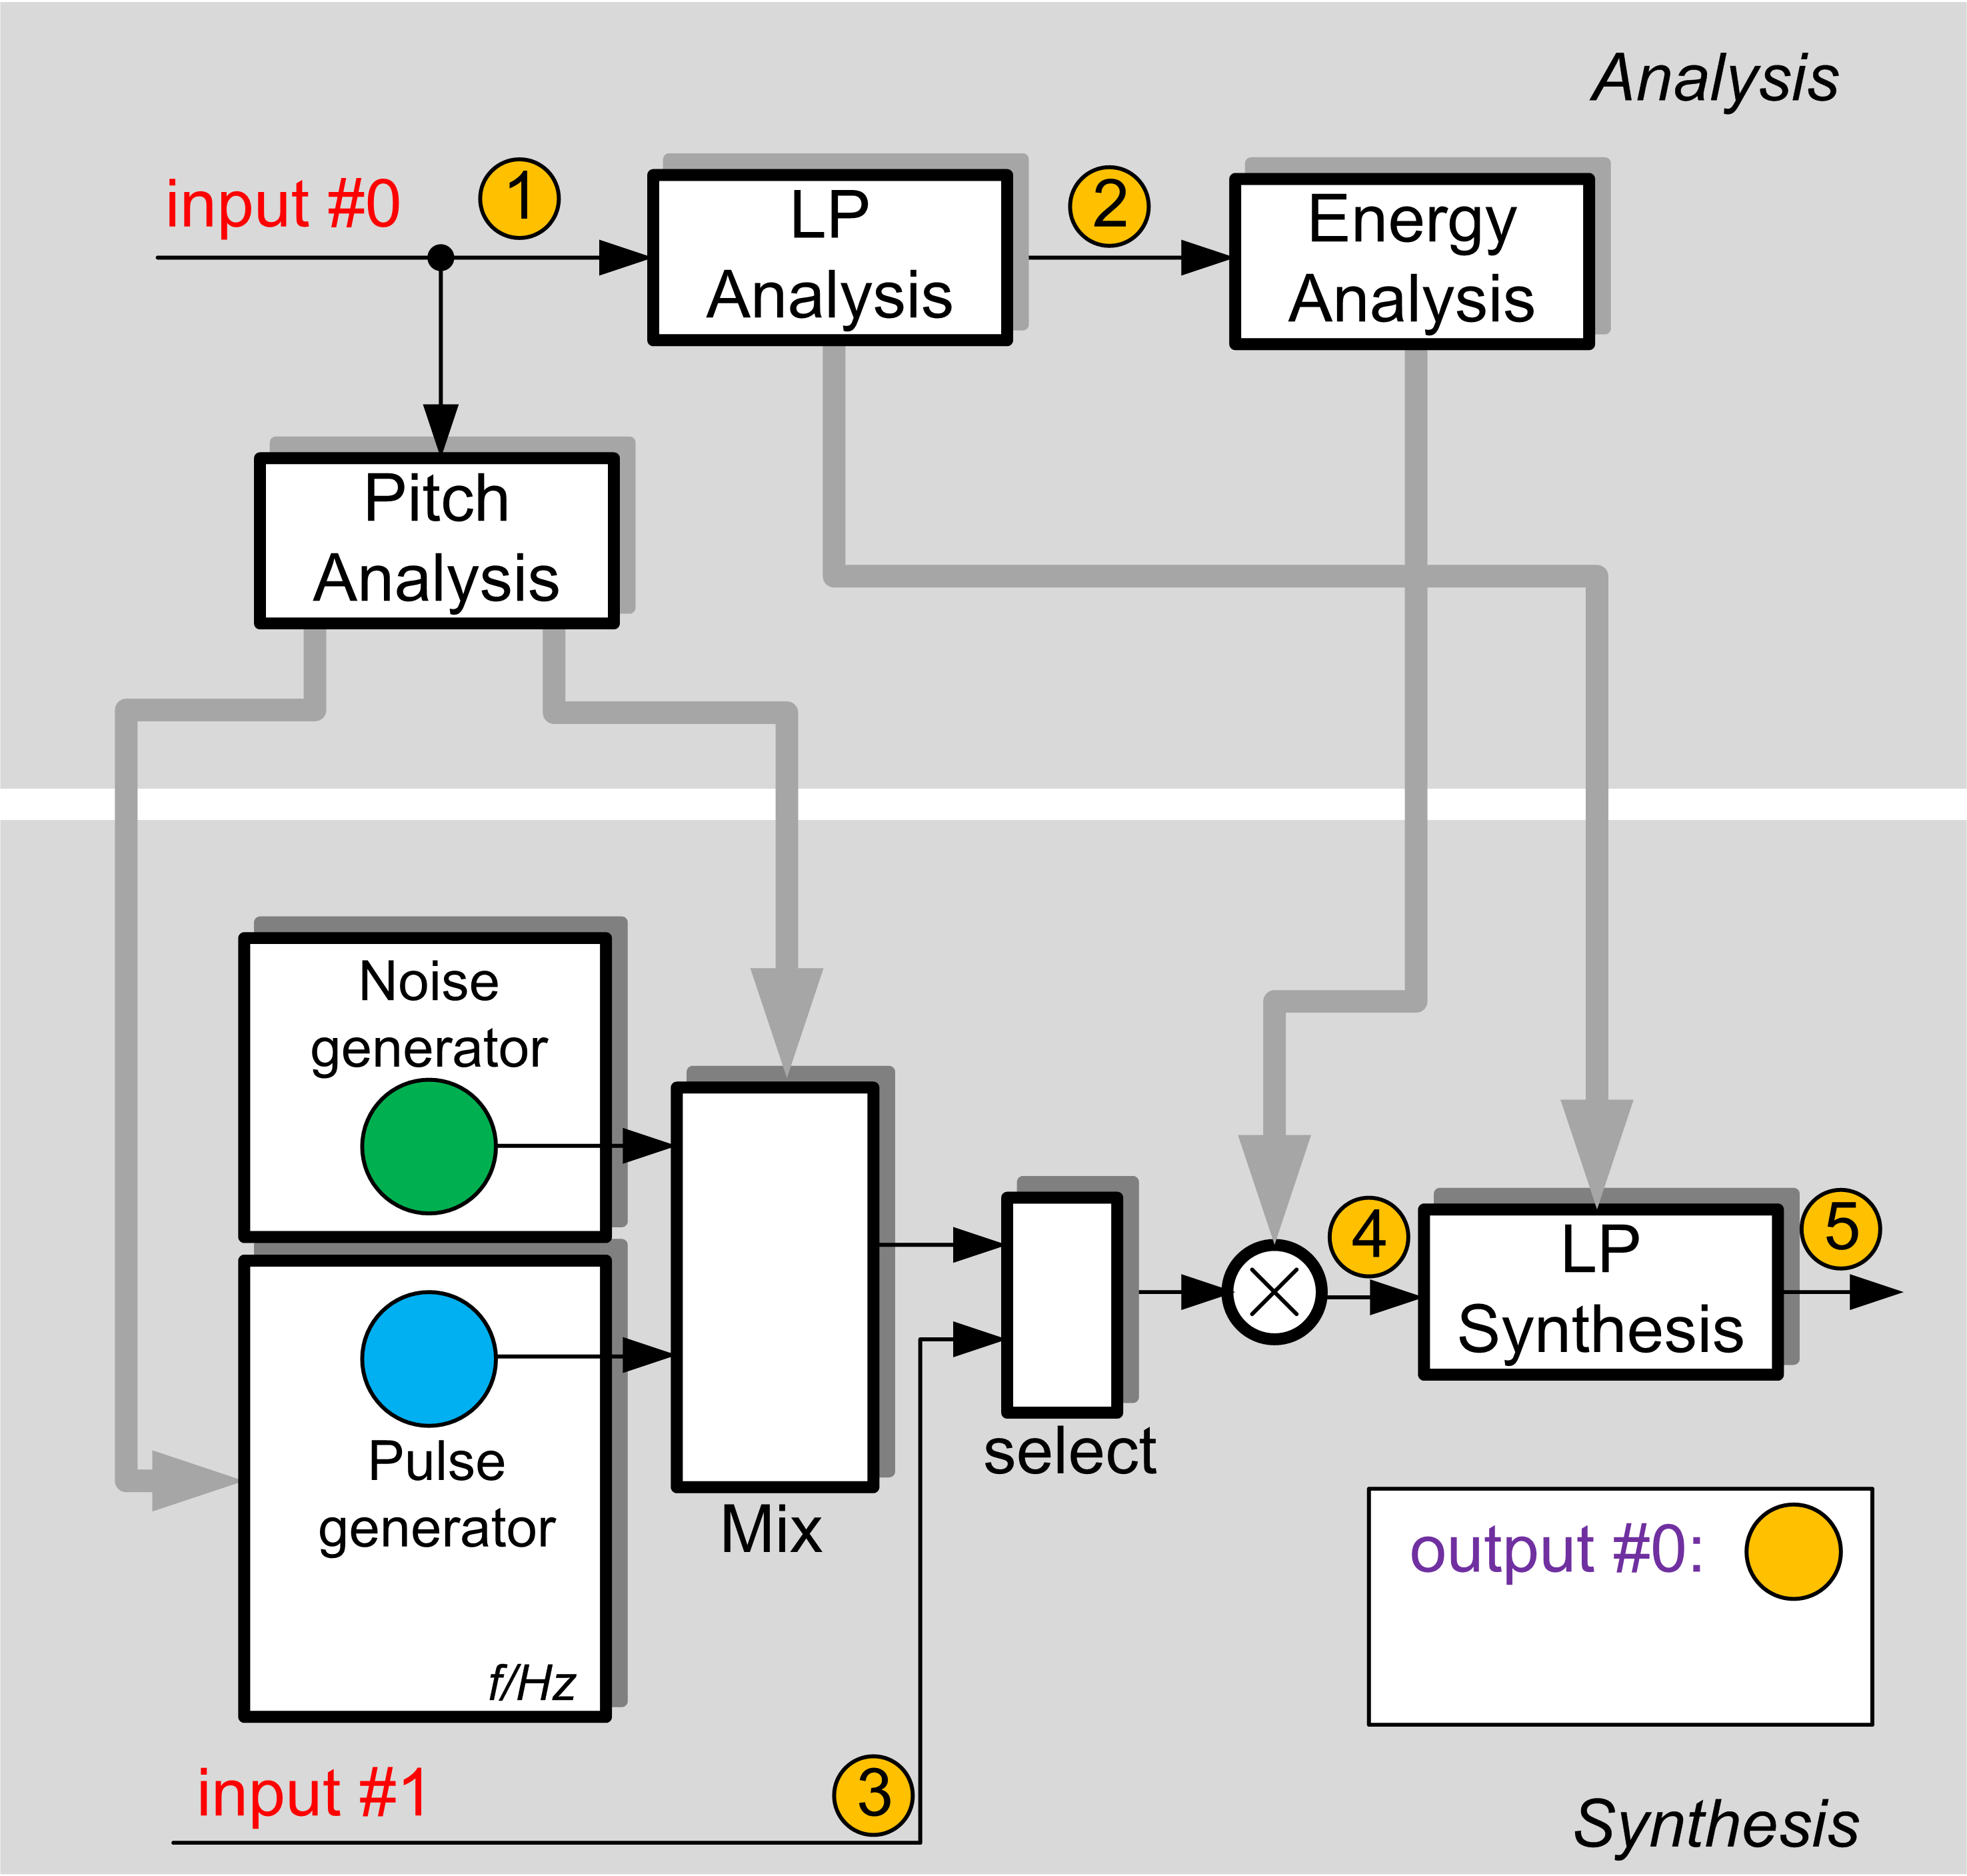 Analysis
input #0
1
LP
Analysis
2
Energy
Analysis
Pitch
Analysis
Noise
generator
Pulse
generator
f/Hz
Mix
select
4
LP
Synthesis
5
output #0:
input #1
3
Synthesis